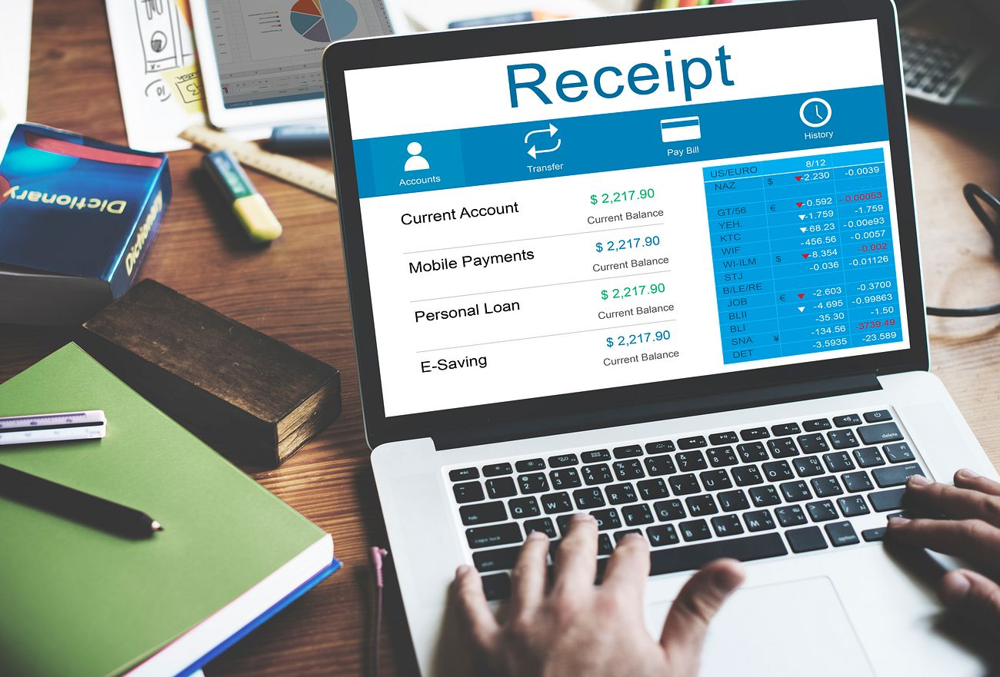 Receipt
Accounts
Transfer
Pay Bill
History
Current Account $ 2,217.90
Current Balance
Mobile Payments $ 2,217.90
Current Balance
Personal Loan $ 2,217.90
Current Balance
E-Saving $ 2,217.90
Current Balance
US/EURO 8/12
NAZ $ -2.230 -0.0039
GT/56 € -0.592 -0.00053
YEH. -1.759 -1.759
KTC -68.23 -0.00e93
WIF -456.56 -0.0057
WI-ILM $ -8.354 -0.002
STJ -0.036 -0.01126
B/LE/RE
JOB € -2.603 -0.3700
BLII -4.695 -0.99863
BLI -35.30 -1.50
SNA ¥ -134.56 -3739.49
DET -3.5935 -23.589
Dictionary
Dictionary
esc
delete
enter
option
Q W E R T Y U I O P
G H J K L
V B N M